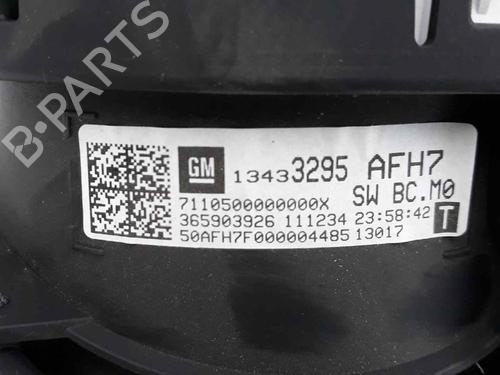 B-PARTS
GM 13433295 AFH7
7110500000000X SW BC.M0
365903926 111234 23:58:42
50AFH7F000004485 13017 T